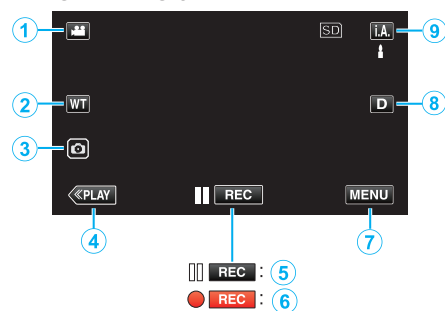 1 SD i.A. 9
2 WT D 8
3
≪PLAY REC MENU
4 7
REC : 5
REC : 6